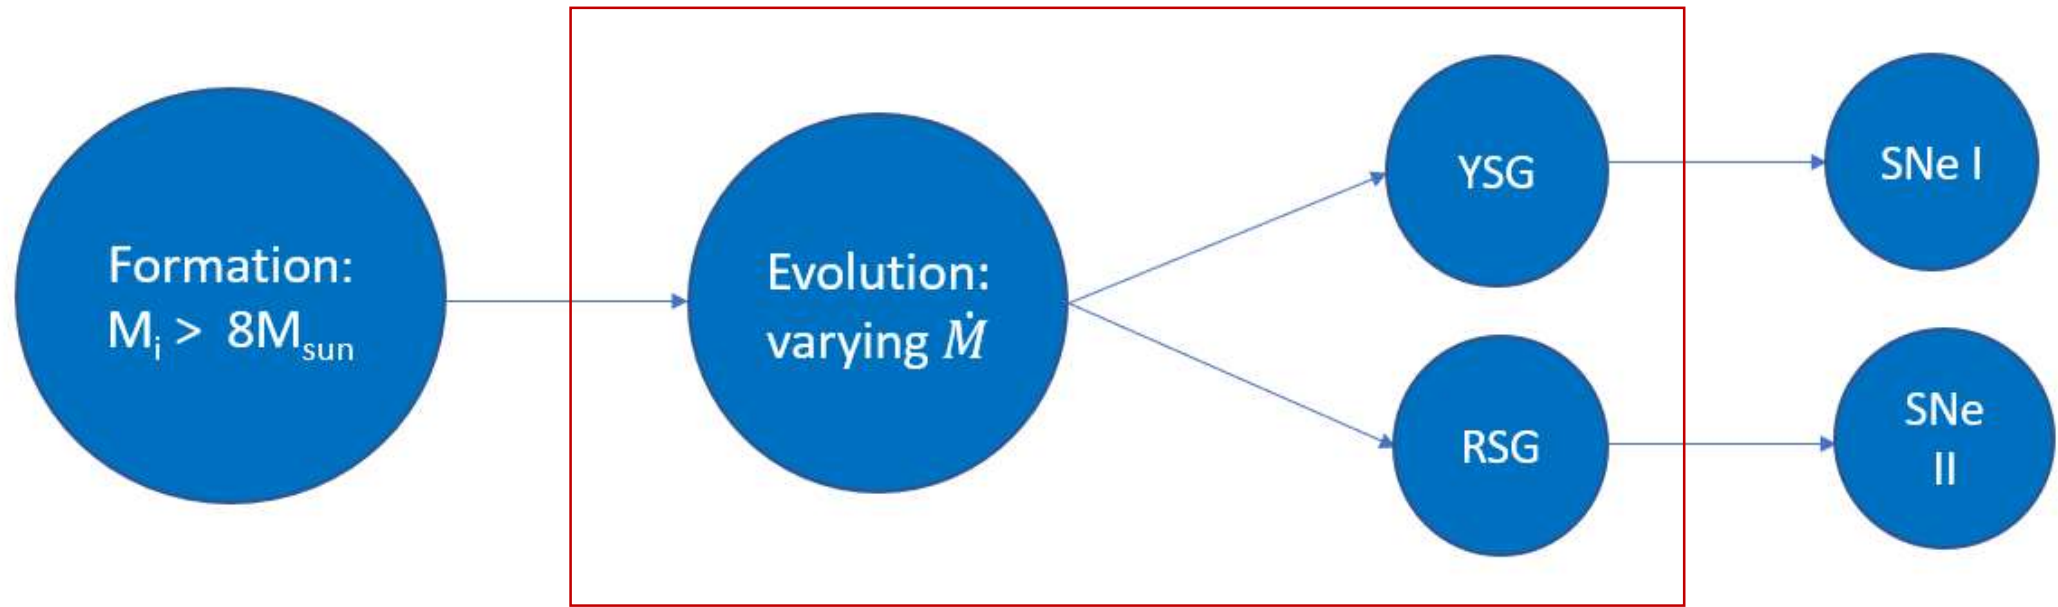 Formation:
Mᵢ > 8Msun
Evolution:
varying Ṁ
YSG
RSG
SNe I
SNe
II